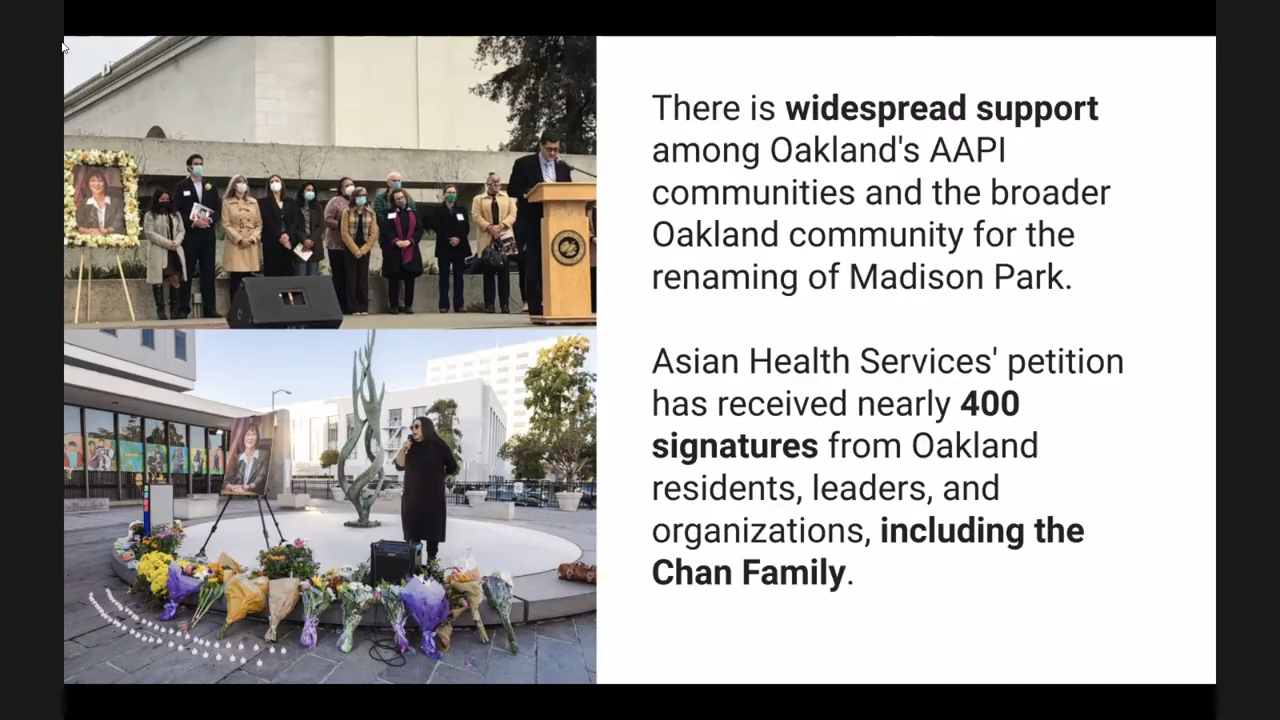 There is widespread support
among Oakland's AAPI
communities and the broader
Oakland community for the
renaming of Madison Park.
Asian Health Services' petition
has received nearly 400
signatures from Oakland
residents, leaders, and
organizations, including the
Chan Family.